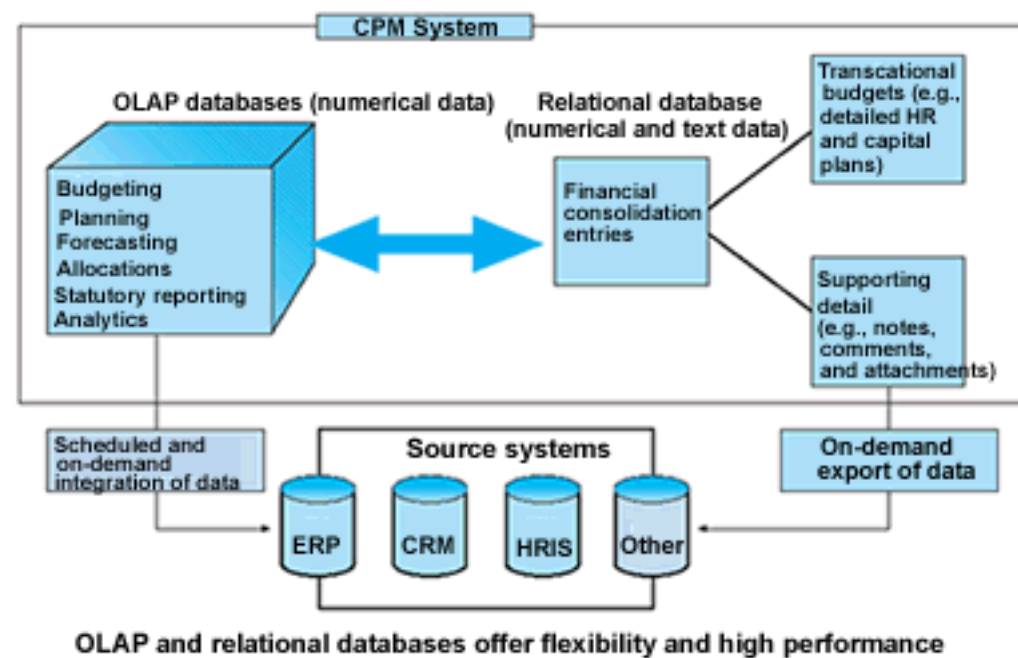 CPM System
OLAP databases (numerical data)
Budgeting
Planning
Forecasting
Allocations
Statutory reporting
Analytics
Relational database
(numerical and text data)
Financial
consolidation
entries
Transcational
budgets (e.g.,
detailed HR
and capital
plans)
Supporting
detail
(e.g., notes,
comments,
and attachments)
Scheduled and
on-demand
integration of data
Source systems
ERP
CRM
HRIS
Other
On-demand
export of data
OLAP and relational databases offer flexibility and high performance